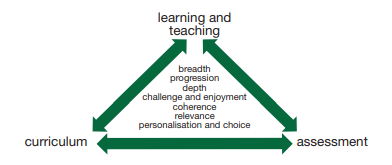 learning and
teaching
breadth
progression
depth
challenge and enjoyment
coherence
relevance
personalisation and choice
curriculum
assessment